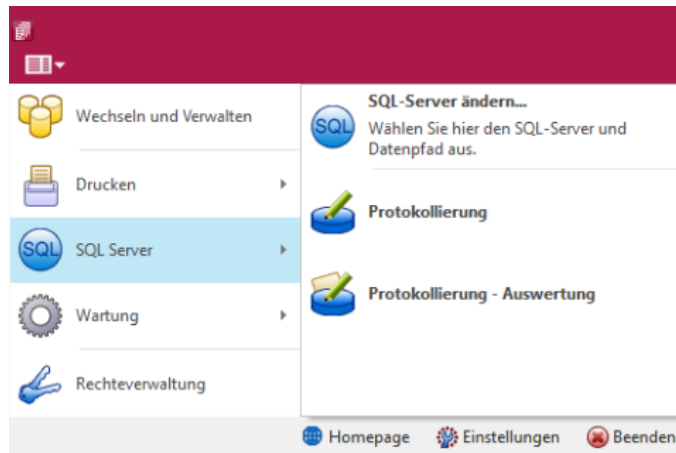 Wechseln und Verwalten
Drucken
SQL
SQL Server
Wartung
Rechteverwaltung
SQL
SQL-Server ändern...
Wählen Sie hier den SQL-Server und
Datenpfad aus.
Protokollierung
Protokollierung - Auswertung
Homepage
Einstellungen
Beenden